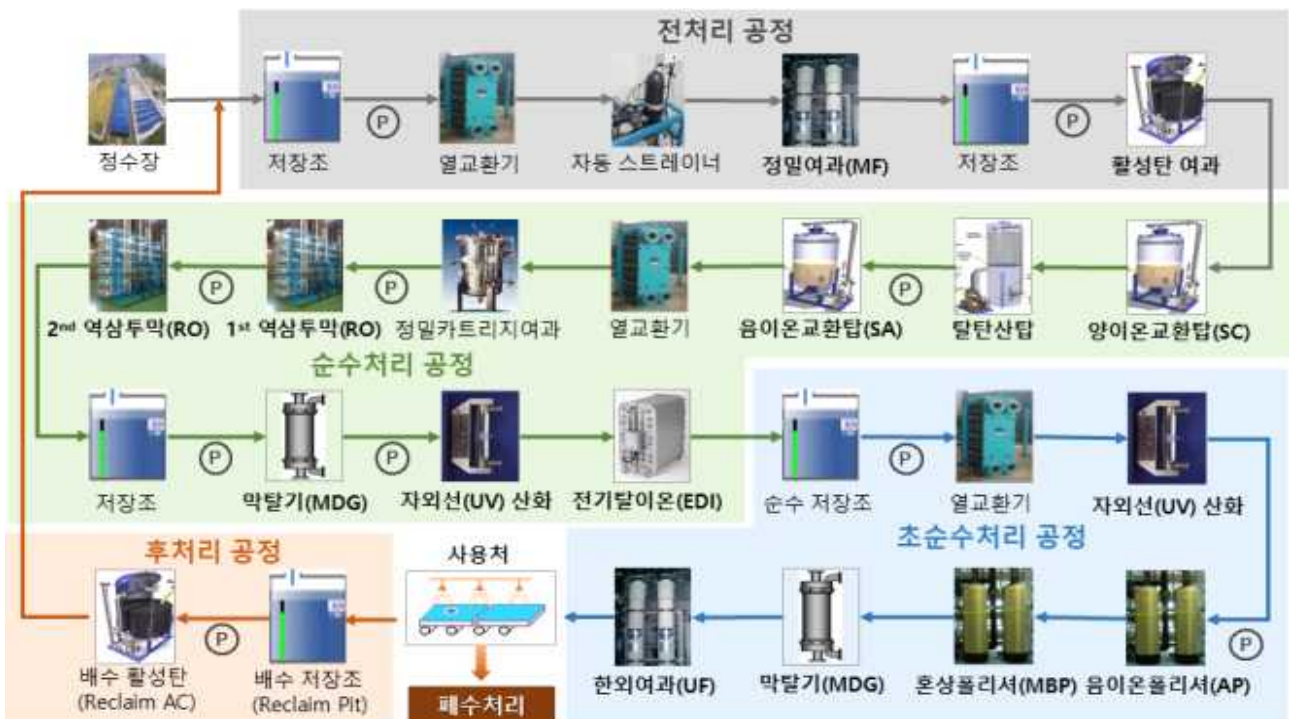 전처리 공정
정수장
저장조
P
열교환기
자동 스트레이너
정밀여과(MF)
저장조
P
활성탄 여과
2nd 역삼투막(RO)
P
1st 역삼투막(RO)
P
정밀카트리지여과
열교환기
음이온교환탑(SA)
P
탈탄산탑
양이온교환탑(SC)
순수처리 공정
저장조
P
막탈기(MDG)
P
자외선(UV) 산화
전기탈이온(EDI)
순수 저장조
P
열교환기
자외선(UV) 산화
초순수처리 공정
후처리 공정
배수 활성탄
(Reclaim AC)
P
배수 저장조
(Reclaim Pit)
사용처
폐수처리
한외여과(UF)
막탈기(MDG)
혼상폴리셔(MBP)
음이온폴리셔(AP)
P